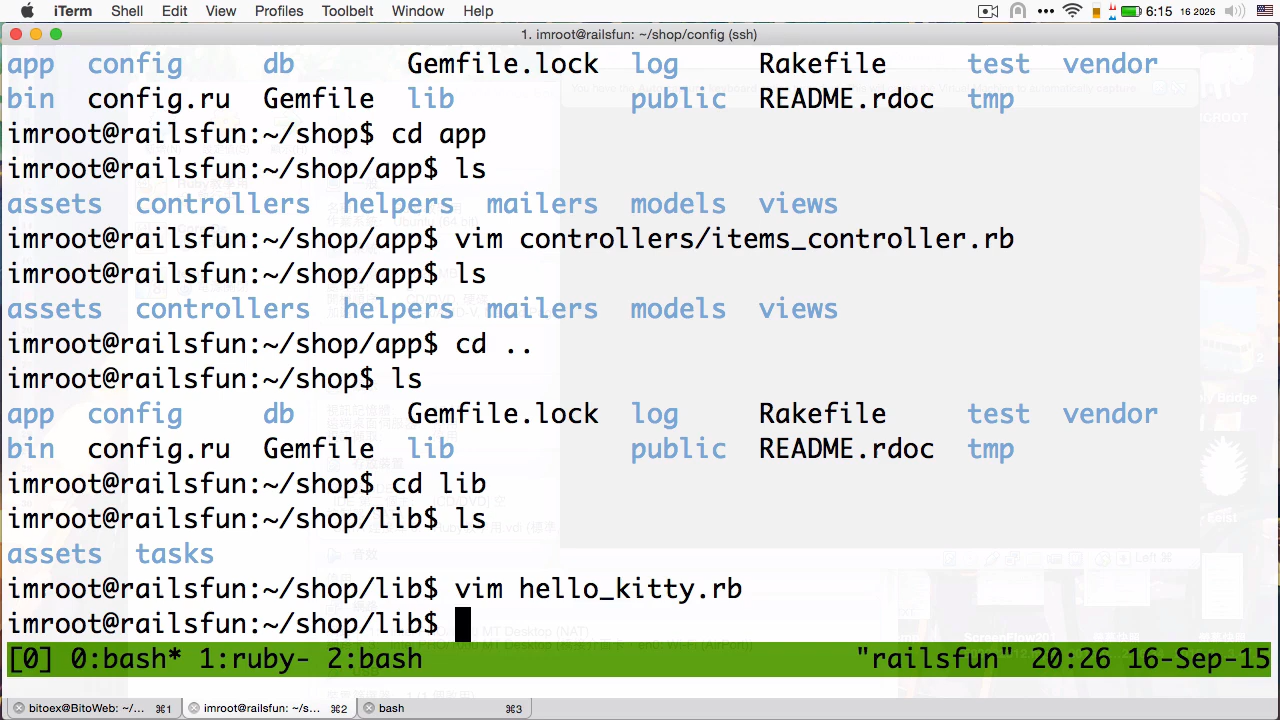 iTerm Shell Edit View Profiles Toolbelt Window Help 6:15 16 2026
1. imroot@railsfun: ~/shop/config (ssh)
app config db Gemfile.lock log Rakefile test vendor
bin config.ru Gemfile lib public README.rdoc tmp
imroot@railsfun:~/shop$ cd app
imroot@railsfun:~/shop/app$ ls
assets controllers helpers mailers models views
imroot@railsfun:~/shop/app$ vim controllers/items_controller.rb
imroot@railsfun:~/shop/app$ ls
assets controllers helpers mailers models views
imroot@railsfun:~/shop/app$ cd ..
imroot@railsfun:~/shop$ ls
app config db Gemfile.lock log Rakefile test vendor
bin config.ru Gemfile lib public README.rdoc tmp
imroot@railsfun:~/shop$ cd lib
imroot@railsfun:~/shop/lib$ ls
assets tasks
imroot@railsfun:~/shop/lib$ vim hello_kitty.rb
imroot@railsfun:~/shop/lib$
[0] 0:bash* 1:ruby- 2:bash "railsfun" 20:26 16-Sep-15
bitoex@BitoWeb: ~/... ⌘1 imroot@railsfun: ~/s... ⌘2 bash ⌘3